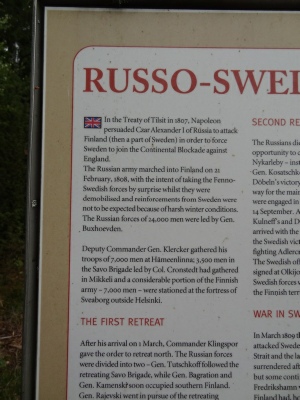 RUSSO-SWE
In the Treaty of Tilsit in 1807, Napoleon
persuaded Csar Alexander I of Russia to attack
Finland (then a part of Sweden) in order to force
Sweden to join the Continental Blockade against
England.
The Russian army marched into Finland on 21
February, 1808, with the intent of taking the Fenno-
Swedish forces by surprise whilst they were
demobilised and reinforcements from Sweden were
not to be expected because of harsh winter conditions.
The Russian forces of 24,000 men were led by Gen.
Buxhoevden.
Deputy Commander Gen. Klercker gathered his
troops of 7,000 men at Hämeenlinna; 3,500 men in
the Savo Brigade led by Col. Cronstedt had gathered
in Mikkeli and a considerable portion of the Finnish
army – 7,000 men – were stationed at the fortress of
Sveaborg outside Helsinki.
THE FIRST RETREAT
After his arrival on 1 March, Commander Klingspor
gave the order to retreat north. The Russian forces
were divided into two – Gen. Tutschkoff followed the
retreating Savo Brigade, while Gen. Bagration and
Gen. Kamenskf soon occupied southern Finland.
Gen. Rajevski went in pursuit of the retreating
SECOND RE
The Russians di
opportunity to
Nykarleby – inst
Gen. Kosatschk
Döbeln's victory
way for the main
were engaged in
14 September. A
Kulneff's and D
arrived with the
the Swedish vict
fighting Adlercr
The Swedish off
signed at Olkijo
Swedish forces
the Finnish terr
WAR IN SW
In March 1809 th
attacked Swede
Strait and the la
surrendered afte
but some conti
Fredrikshamn
Finland had, b